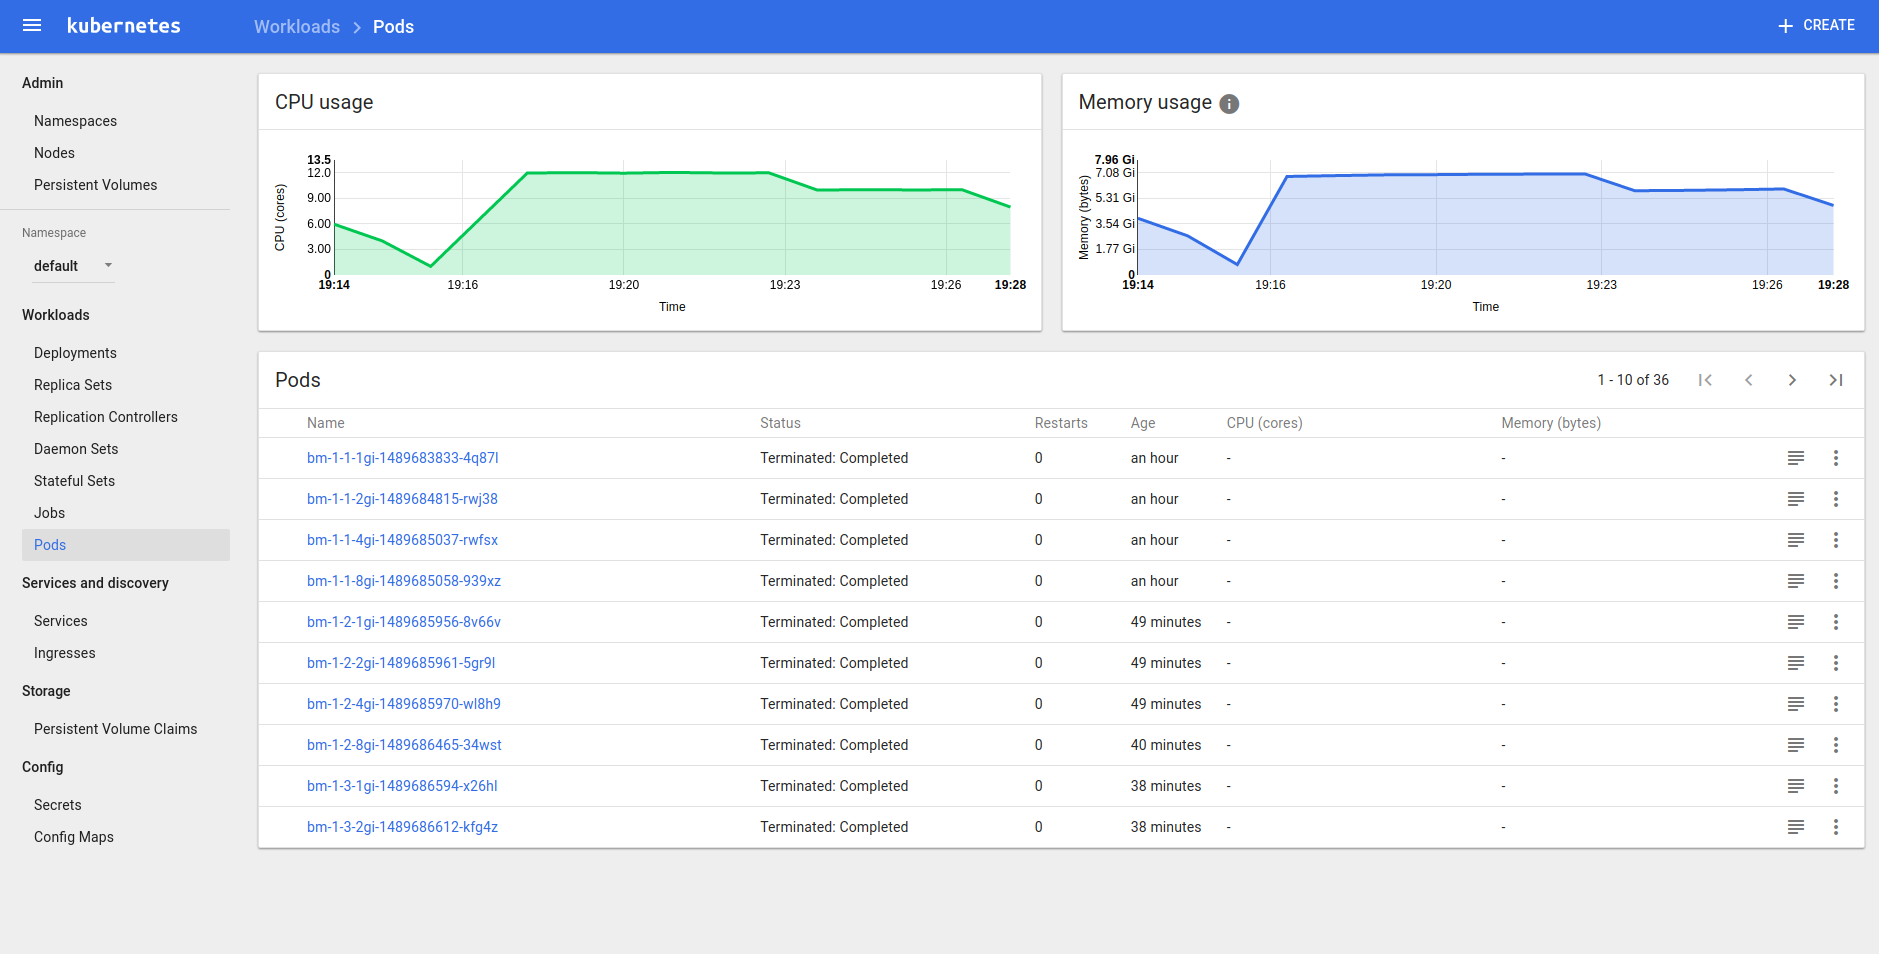 kubernetes
Workloads > Pods
CREATE
Admin
Namespaces
Nodes
Persistent Volumes
Namespace
default
Workloads
Deployments
Replica Sets
Replication Controllers
Daemon Sets
Stateful Sets
Jobs
Pods
Services and discovery
Services
Ingresses
Storage
Persistent Volume Claims
Config
Secrets
Config Maps
CPU usage
CPU (cores)
13.5
12.0
9.00
6.00
3.00
0
19:14 19:16 19:20 19:23 19:26 19:28
Time
Memory usage
Memory (bytes)
7.96 Gi
7.08 Gi
5.31 Gi
3.54 Gi
1.77 Gi
0
19:14 19:16 19:20 19:23 19:26 19:28
Time
Pods
1 - 10 of 36
Name Status Restarts Age CPU (cores) Memory (bytes)
bm-1-1-1gi-1489683833-4q87l Terminated: Completed 0 an hour - -
bm-1-1-2gi-1489684815-rwj38 Terminated: Completed 0 an hour - -
bm-1-1-4gi-1489685037-rwfsx Terminated: Completed 0 an hour - -
bm-1-1-8gi-1489685058-939xz Terminated: Completed 0 an hour - -
bm-1-2-1gi-1489685956-8v66v Terminated: Completed 0 49 minutes - -
bm-1-2-2gi-1489685961-5gr9l Terminated: Completed 0 49 minutes - -
bm-1-2-4gi-1489685970-wl8h9 Terminated: Completed 0 49 minutes - -
bm-1-2-8gi-1489686465-34wst Terminated: Completed 0 40 minutes - -
bm-1-3-1gi-1489686594-x26hl Terminated: Completed 0 38 minutes - -
bm-1-3-2gi-1489686612-kfg4z Terminated: Completed 0 38 minutes - -